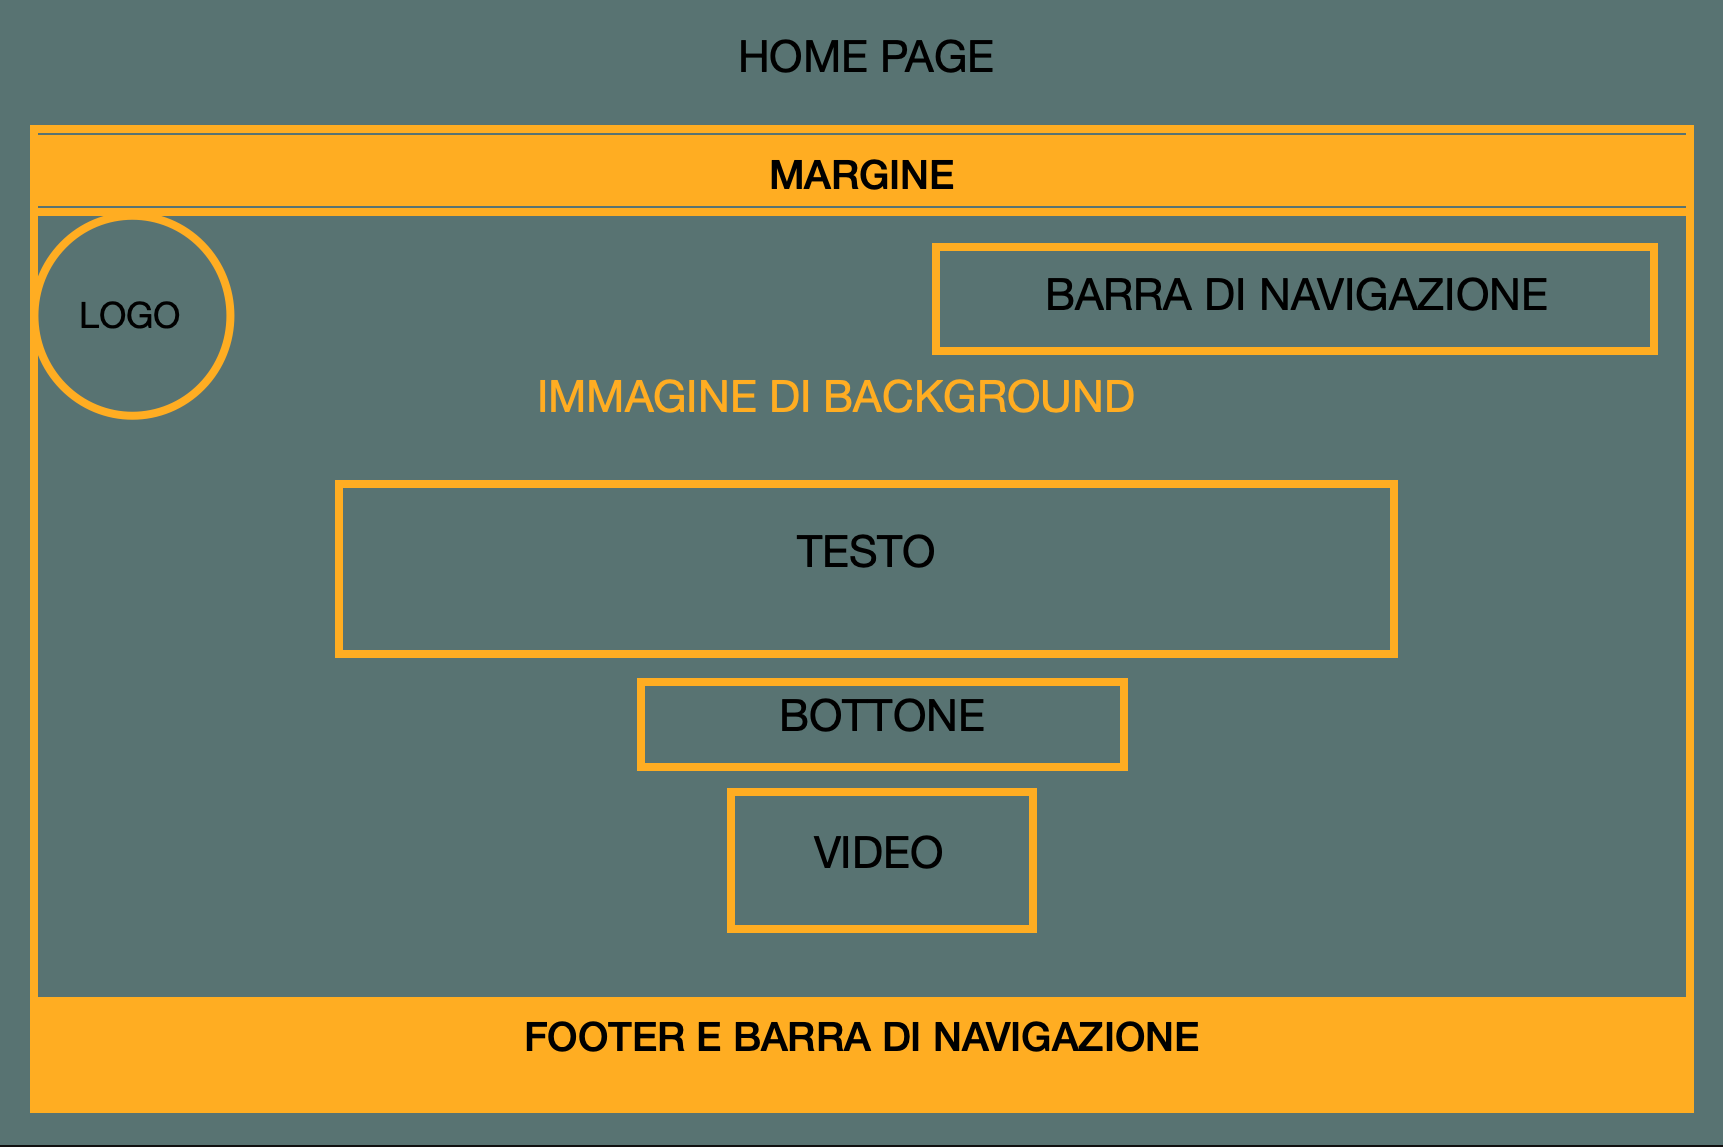 HOME PAGE
MARGINE
LOGO
BARRA DI NAVIGAZIONE
IMMAGINE DI BACKGROUND
TESTO
BOTTONE
VIDEO
FOOTER E BARRA DI NAVIGAZIONE